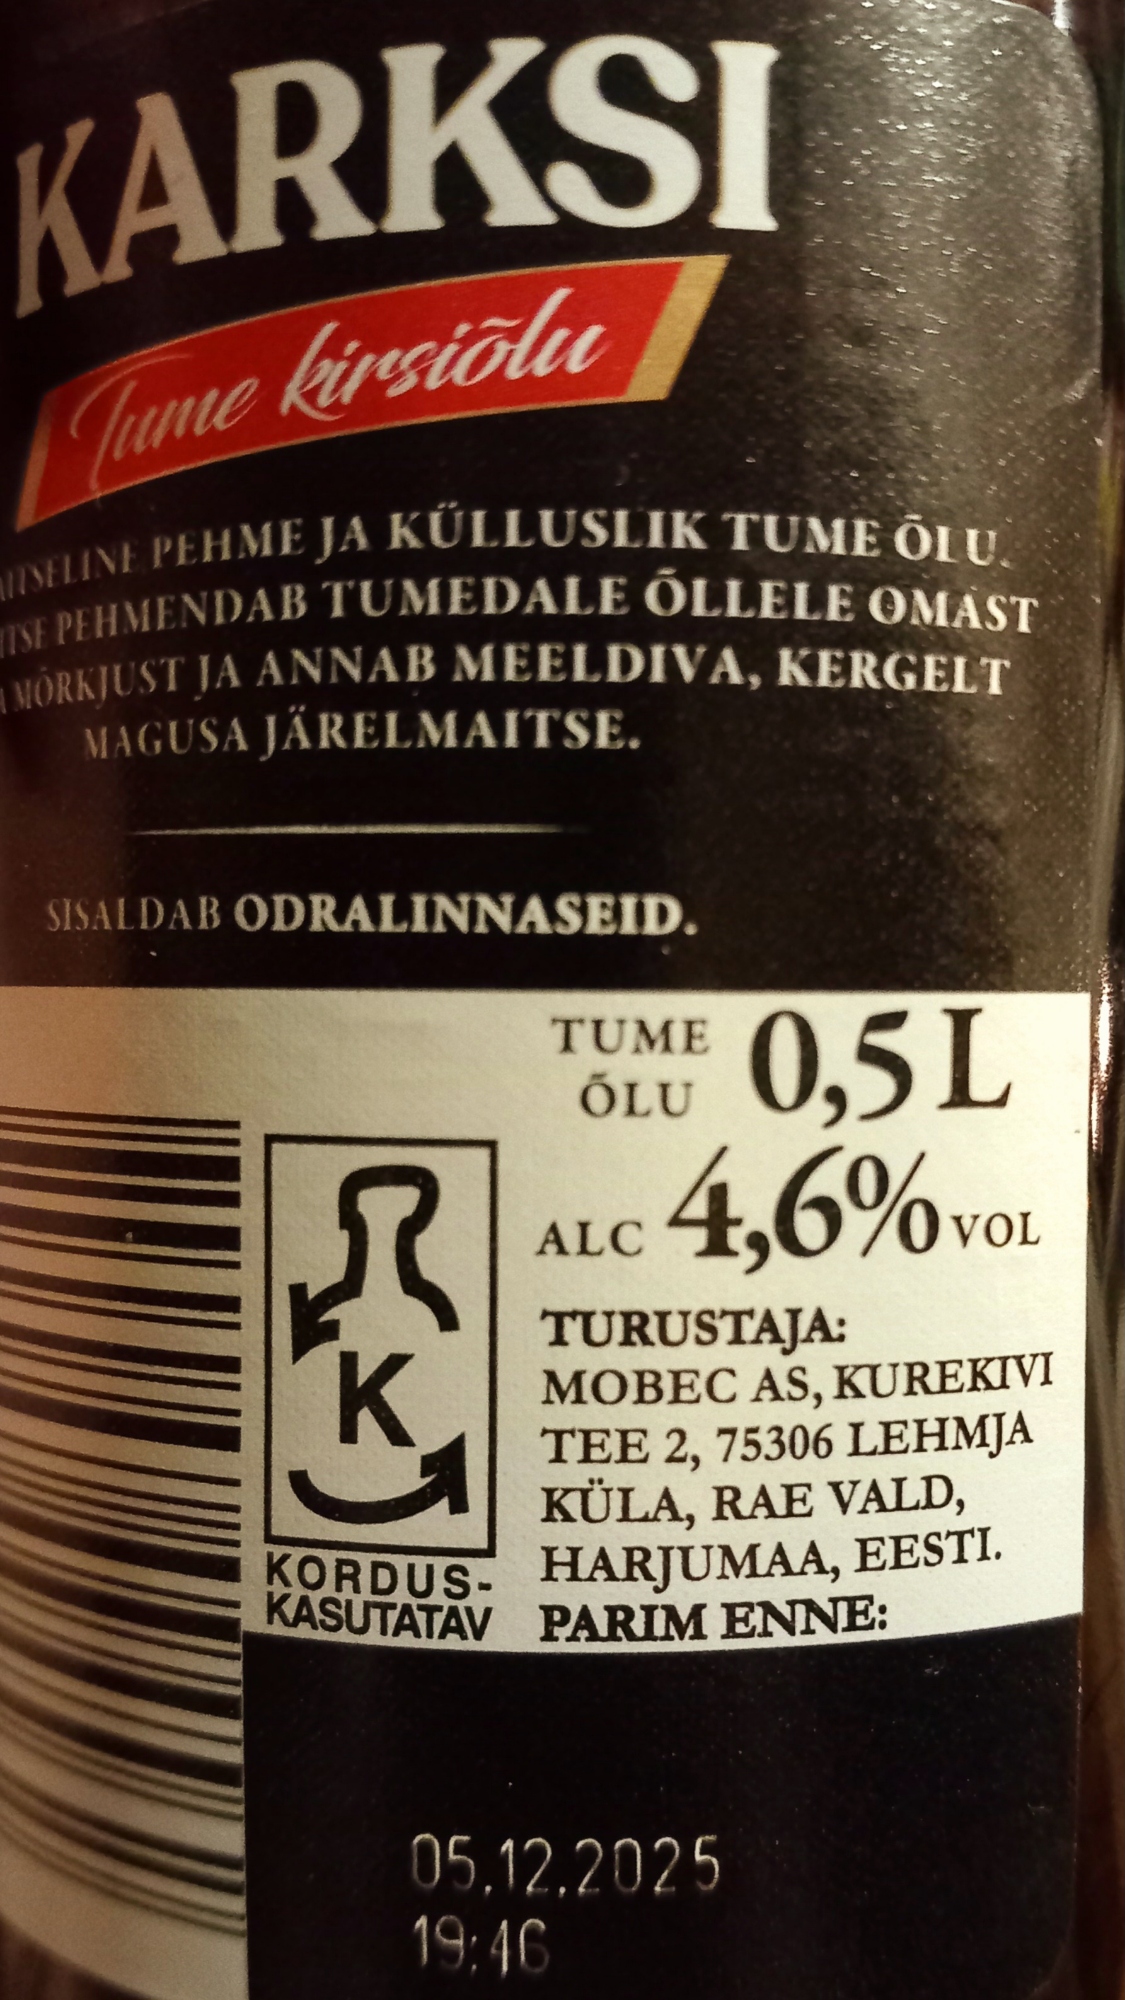 KARKSI
Tume kirsiõlu
PEHME JA KÜLLUSLIK TUME ÕLU.
PEHMENDAB TUMEDALE ÕLLELE OMAST
MÕRKJUST JA ANNAB MEELDIVA, KERGELT
MAGUSA JÄRELMAITSE.
SISALDAB ODRALINNASEID.
TUME
ÕLU
0,5 L
ALC 4,6% VOL
K
KORDUS-
KASUTATAV
TURUSTAJA:
MOBEC AS, KUREKIVI
TEE 2, 75306 LEHMJA
KÜLA, RAE VALD,
HARJUMAA, EESTI.
PARIM ENNE:
05.12.2025
19:46